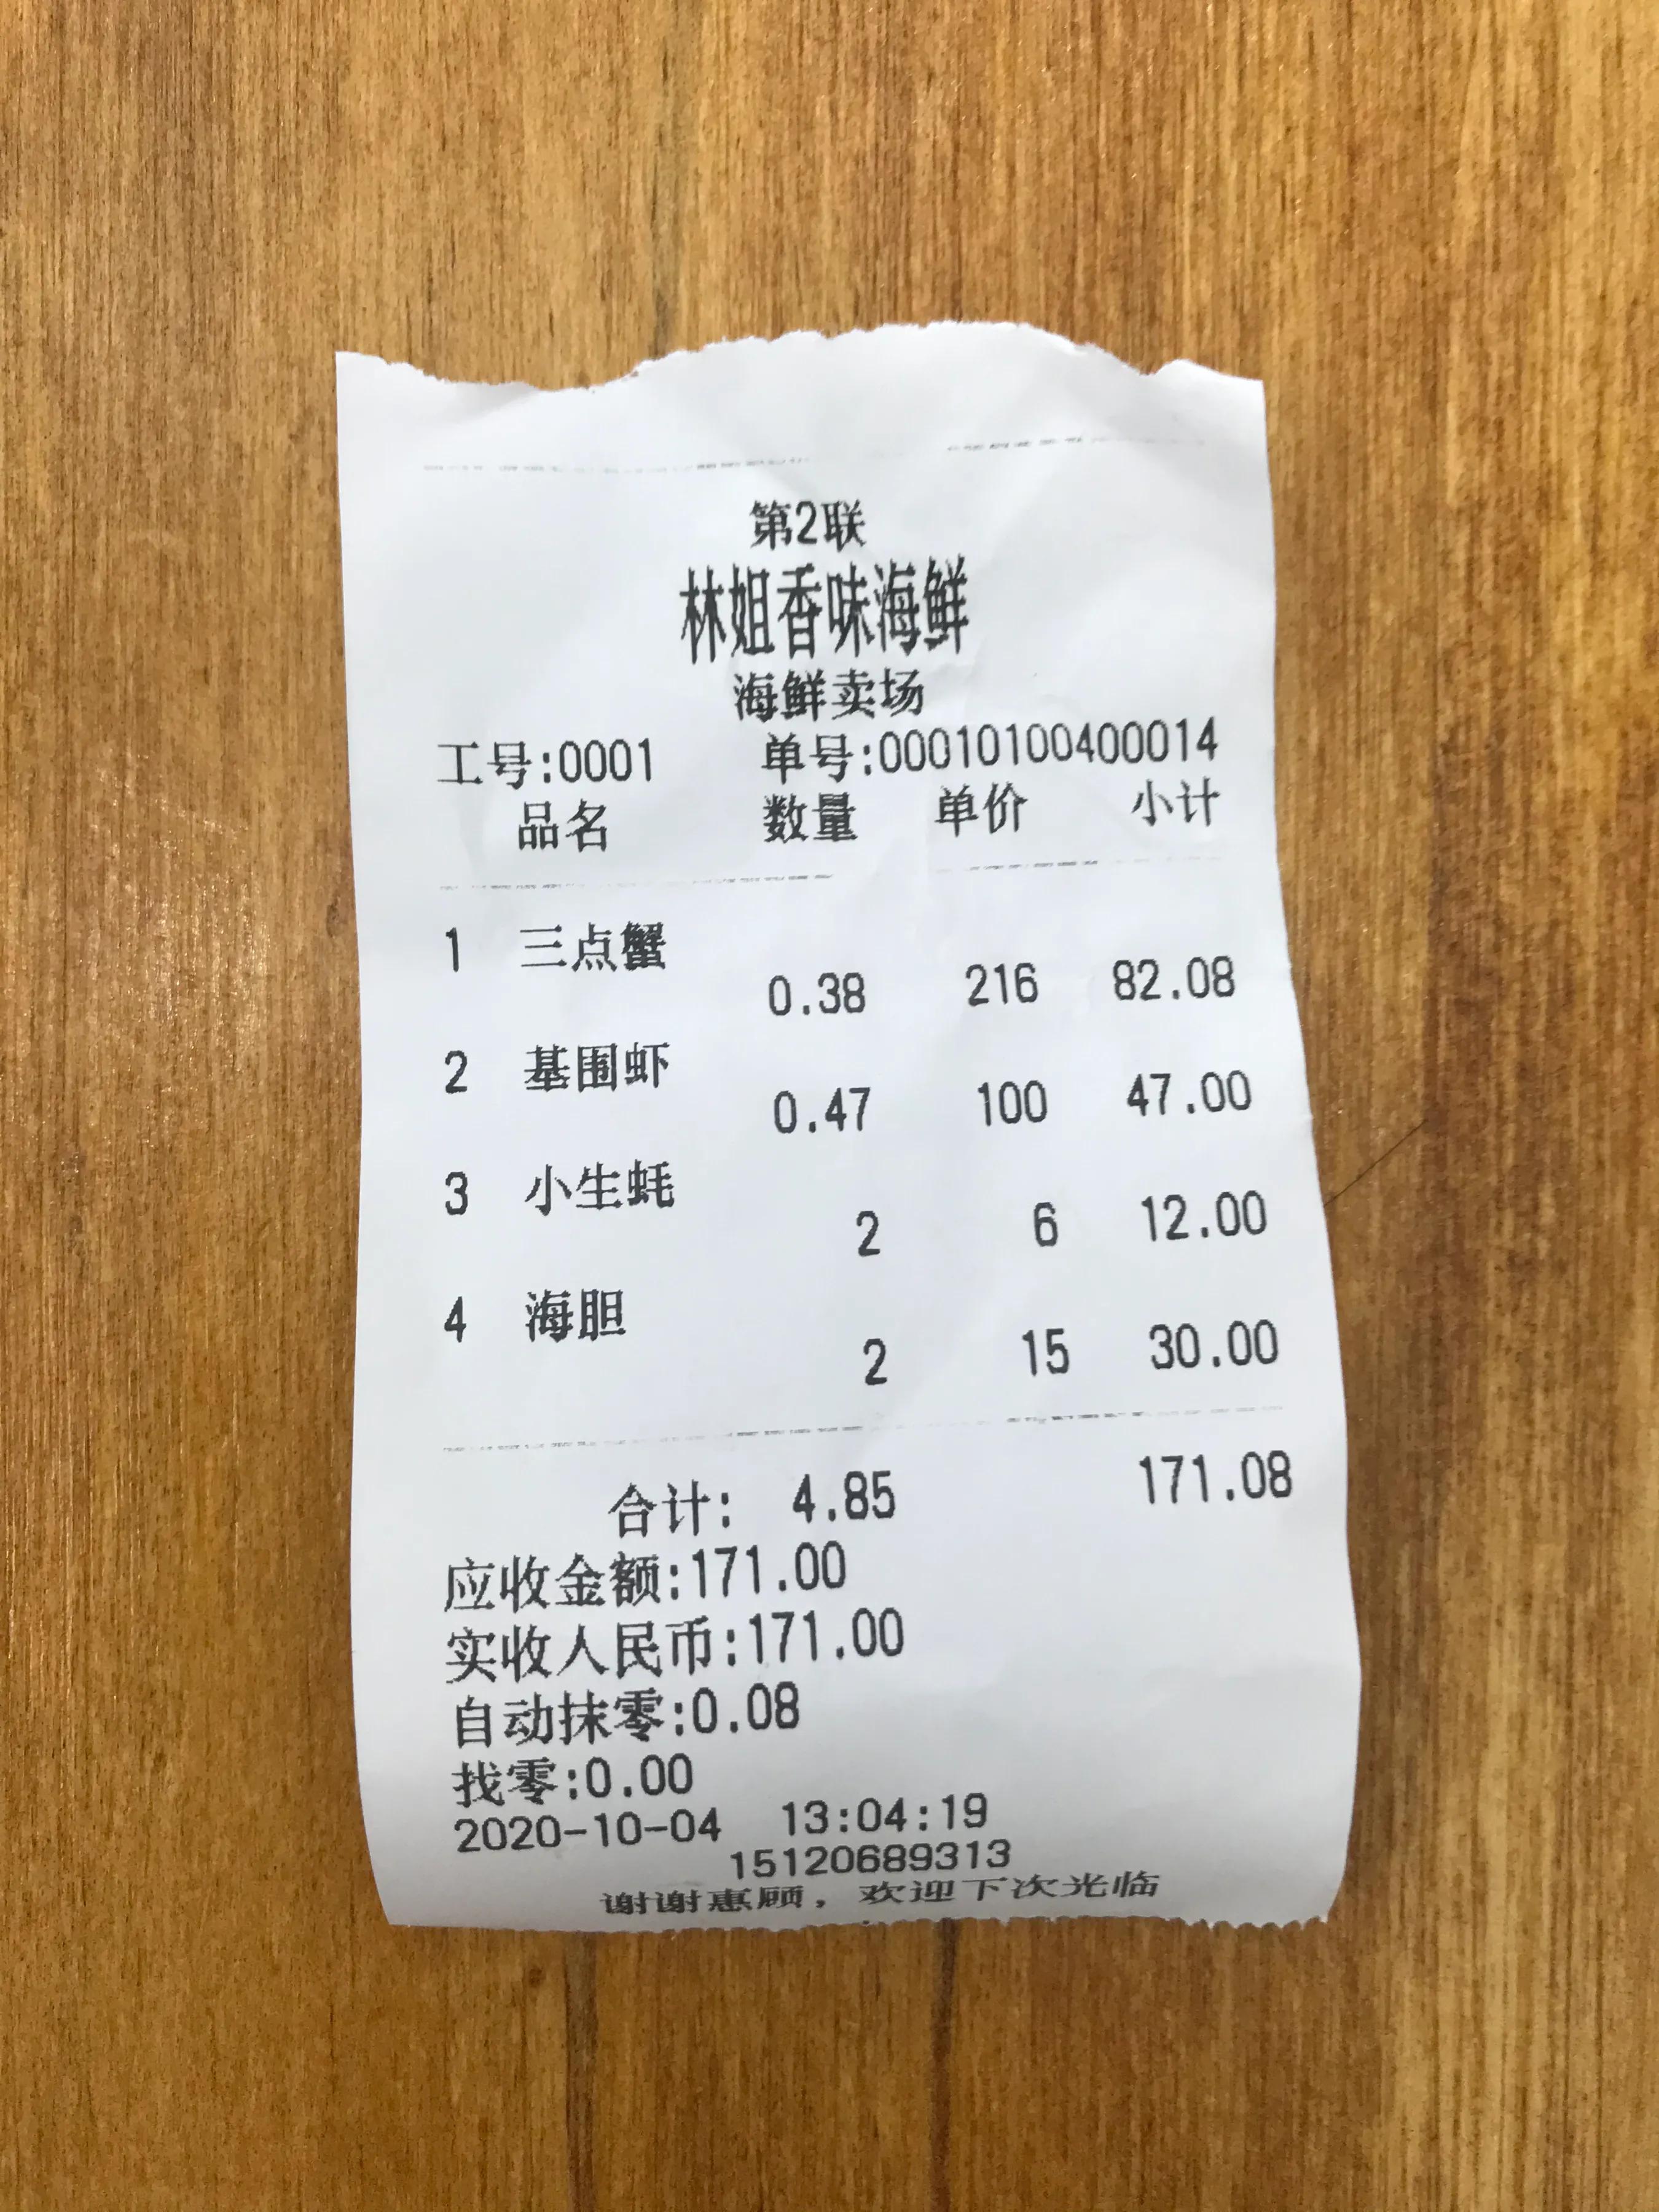 第2联
林姐香味海鲜
海鲜卖场
工号:0001 单号:00010100400014
品名 数量 单价 小计
1 三点蟹
0.38 216 82.08
2 基围虾
0.47 100 47.00
3 小生蚝
2 6 12.00
4 海胆
2 15 30.00
合计: 4.85 171.08
应收金额:171.00
实收人民币:171.00
自动抹零:0.08
找零:0.00
2020-10-04 13:04:19
15120689313
谢谢惠顾，欢迎下次光临